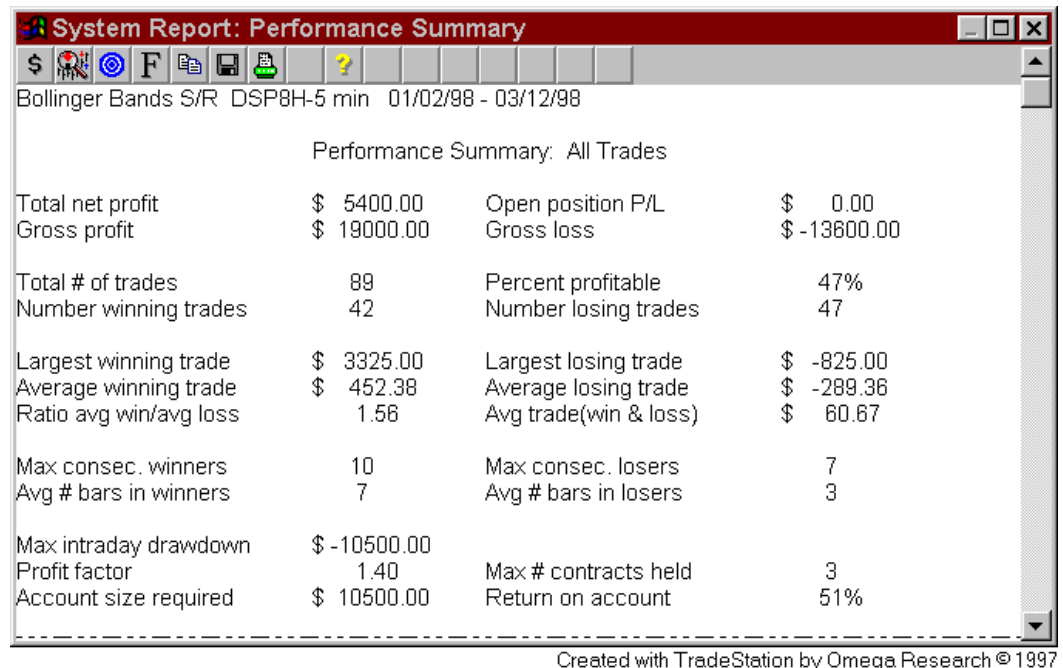 System Report: Performance Summary
$ F ?
Bollinger Bands S/R DSP8H-5 min 01/02/98 - 03/12/98
Performance Summary: All Trades
Total net profit $ 5400.00 Open position P/L $ 0.00
Gross profit $ 19000.00 Gross loss $ -13600.00
Total # of trades 89 Percent profitable 47%
Number winning trades 42 Number losing trades 47
Largest winning trade $ 3325.00 Largest losing trade $ -825.00
Average winning trade $ 452.38 Average losing trade $ -289.36
Ratio avg win/avg loss 1.56 Avg trade(win & loss) $ 60.67
Max consec. winners 10 Max consec. losers 7
Avg # bars in winners 7 Avg # bars in losers 3
Max intraday drawdown $ -10500.00
Profit factor 1.40 Max # contracts held 3
Account size required $ 10500.00 Return on account 51%
Created with TradeStation by Omega Research © 1997